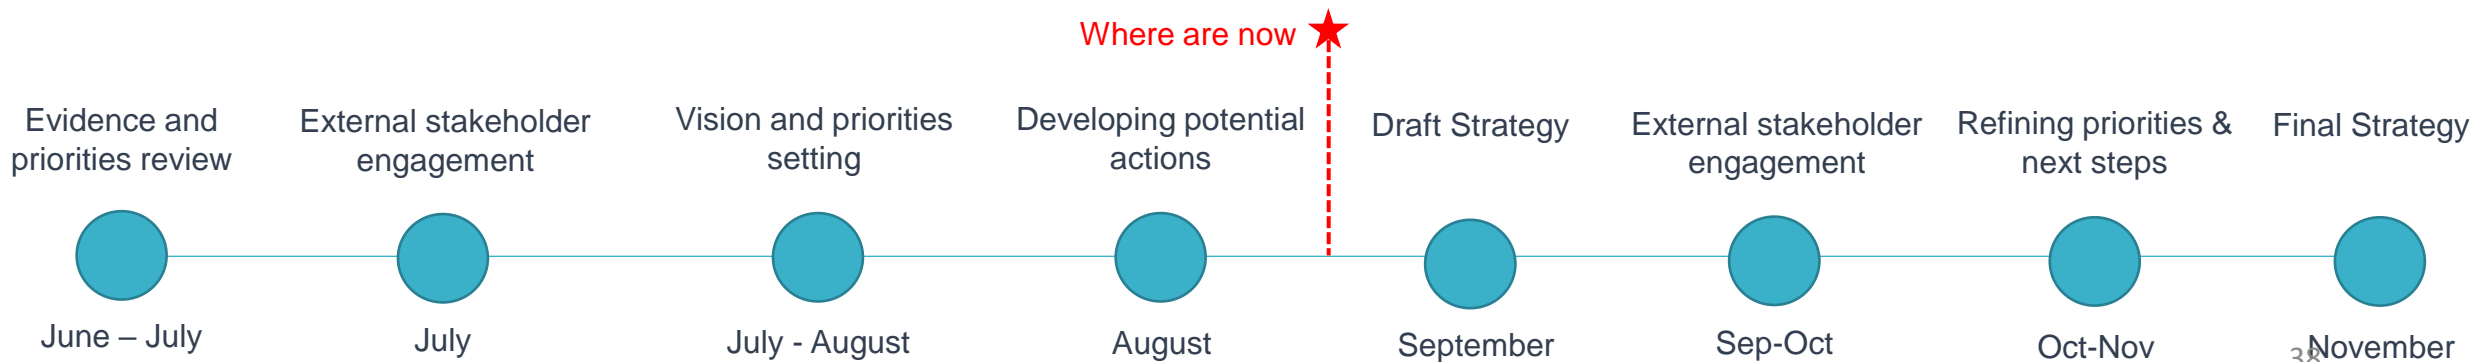 Where are now
Evidence and
priorities review
External stakeholder
engagement
Vision and priorities
setting
Developing potential
actions
Draft Strategy
External stakeholder
engagement
Refining priorities &
next steps
Final Strategy
June – July
July
July - August
August
September
Sep-Oct
Oct-Nov
38
November